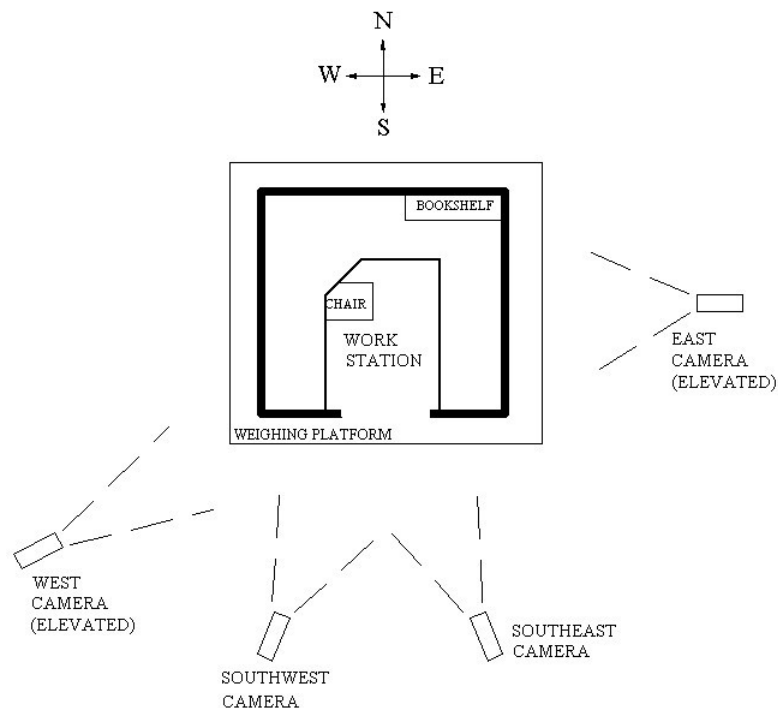 N
W E
S
BOOKSHELF
CHAIR
WORK
STATION
EAST
CAMERA
(ELEVATED)
WEIGHING PLATFORM
WEST
CAMERA
(ELEVATED)
SOUTHEAST
CAMERA
SOUTHWEST
CAMERA